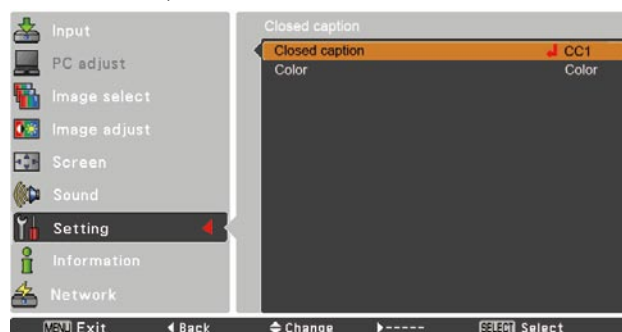 Input
PC adjust
Image select
Image adjust
Screen
Sound
Setting
Information
Network
Closed caption
Closed caption CC1
Color Color
MENU Exit Back Change ----- SELECT Select